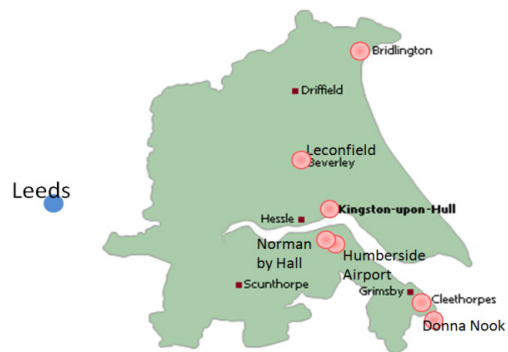 Bridlington
Driffield
Leconfield
Beverley
Leeds
Kingston-upon-Hull
Hessle
Norman
by Hall
Humberside
Airport
Scunthorpe
Grimsby
Cleethorpes
Donna Nook